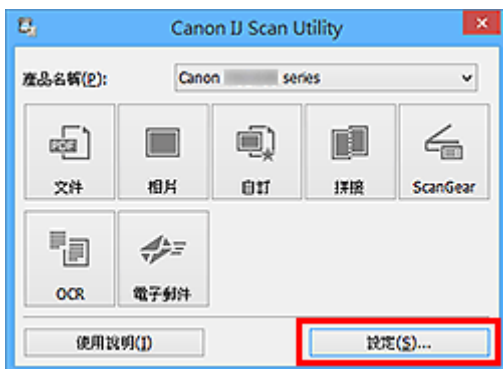 Canon IJ Scan Utility
產品名稱(P): Canon series
PDF
文件 相片 自訂 拼接 ScanGear
OCR 電子郵件
使用說明(I) 設定(S)...